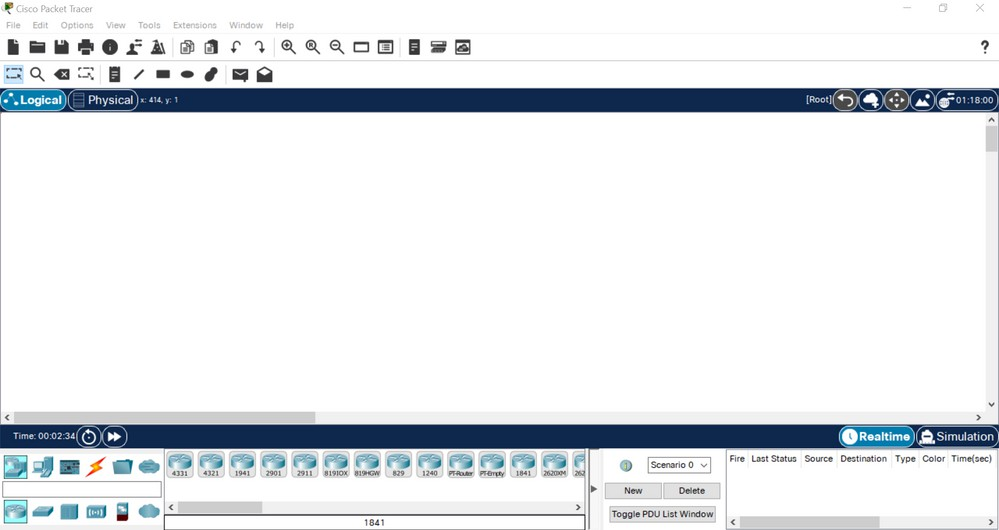 Cisco Packet Tracer
File Edit Options View Tools Extensions Window Help
?
Logical Physical x: 414, y: 1 [Root] 01:18:00
Time: 00:02:34 Realtime Simulation
4331 4321 1941 2901 2911 819IOX 819HGW 829 1240 PT-Router PT-Empty 1841 2620XM 262
1841
Scenario 0
New Delete
Toggle PDU List Window
Fire Last Status Source Destination Type Color Time(sec)